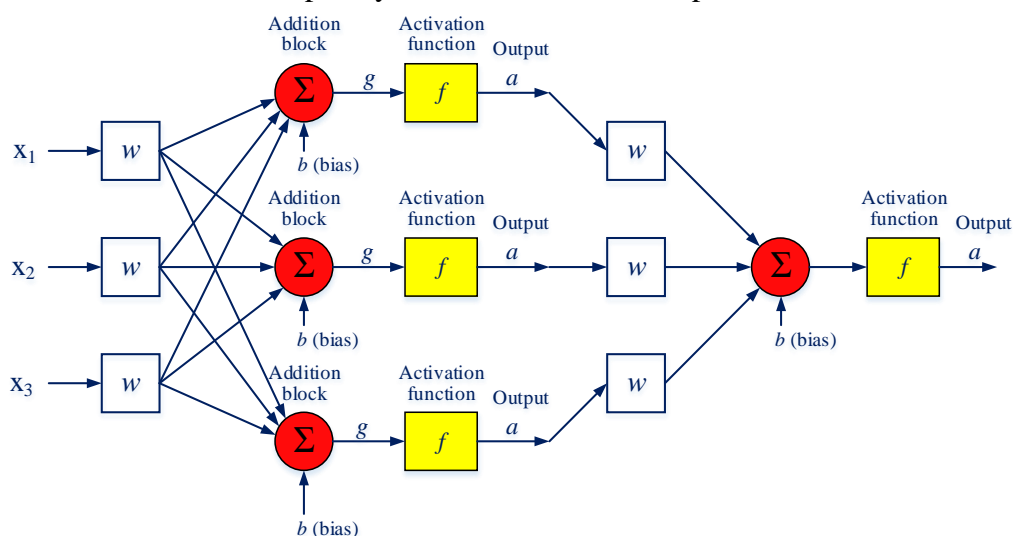 Addition
block
Activation
function
Output
Σ
g
f
a
x1
w
b (bias)
w
Addition
block
Activation
function
Output
Activation
function
Output
x2
w
Σ
g
f
a
w
Σ
f
a
b (bias)
b (bias)
x3
w
Addition
block
Activation
function
Output
w
Σ
g
f
a
b (bias)